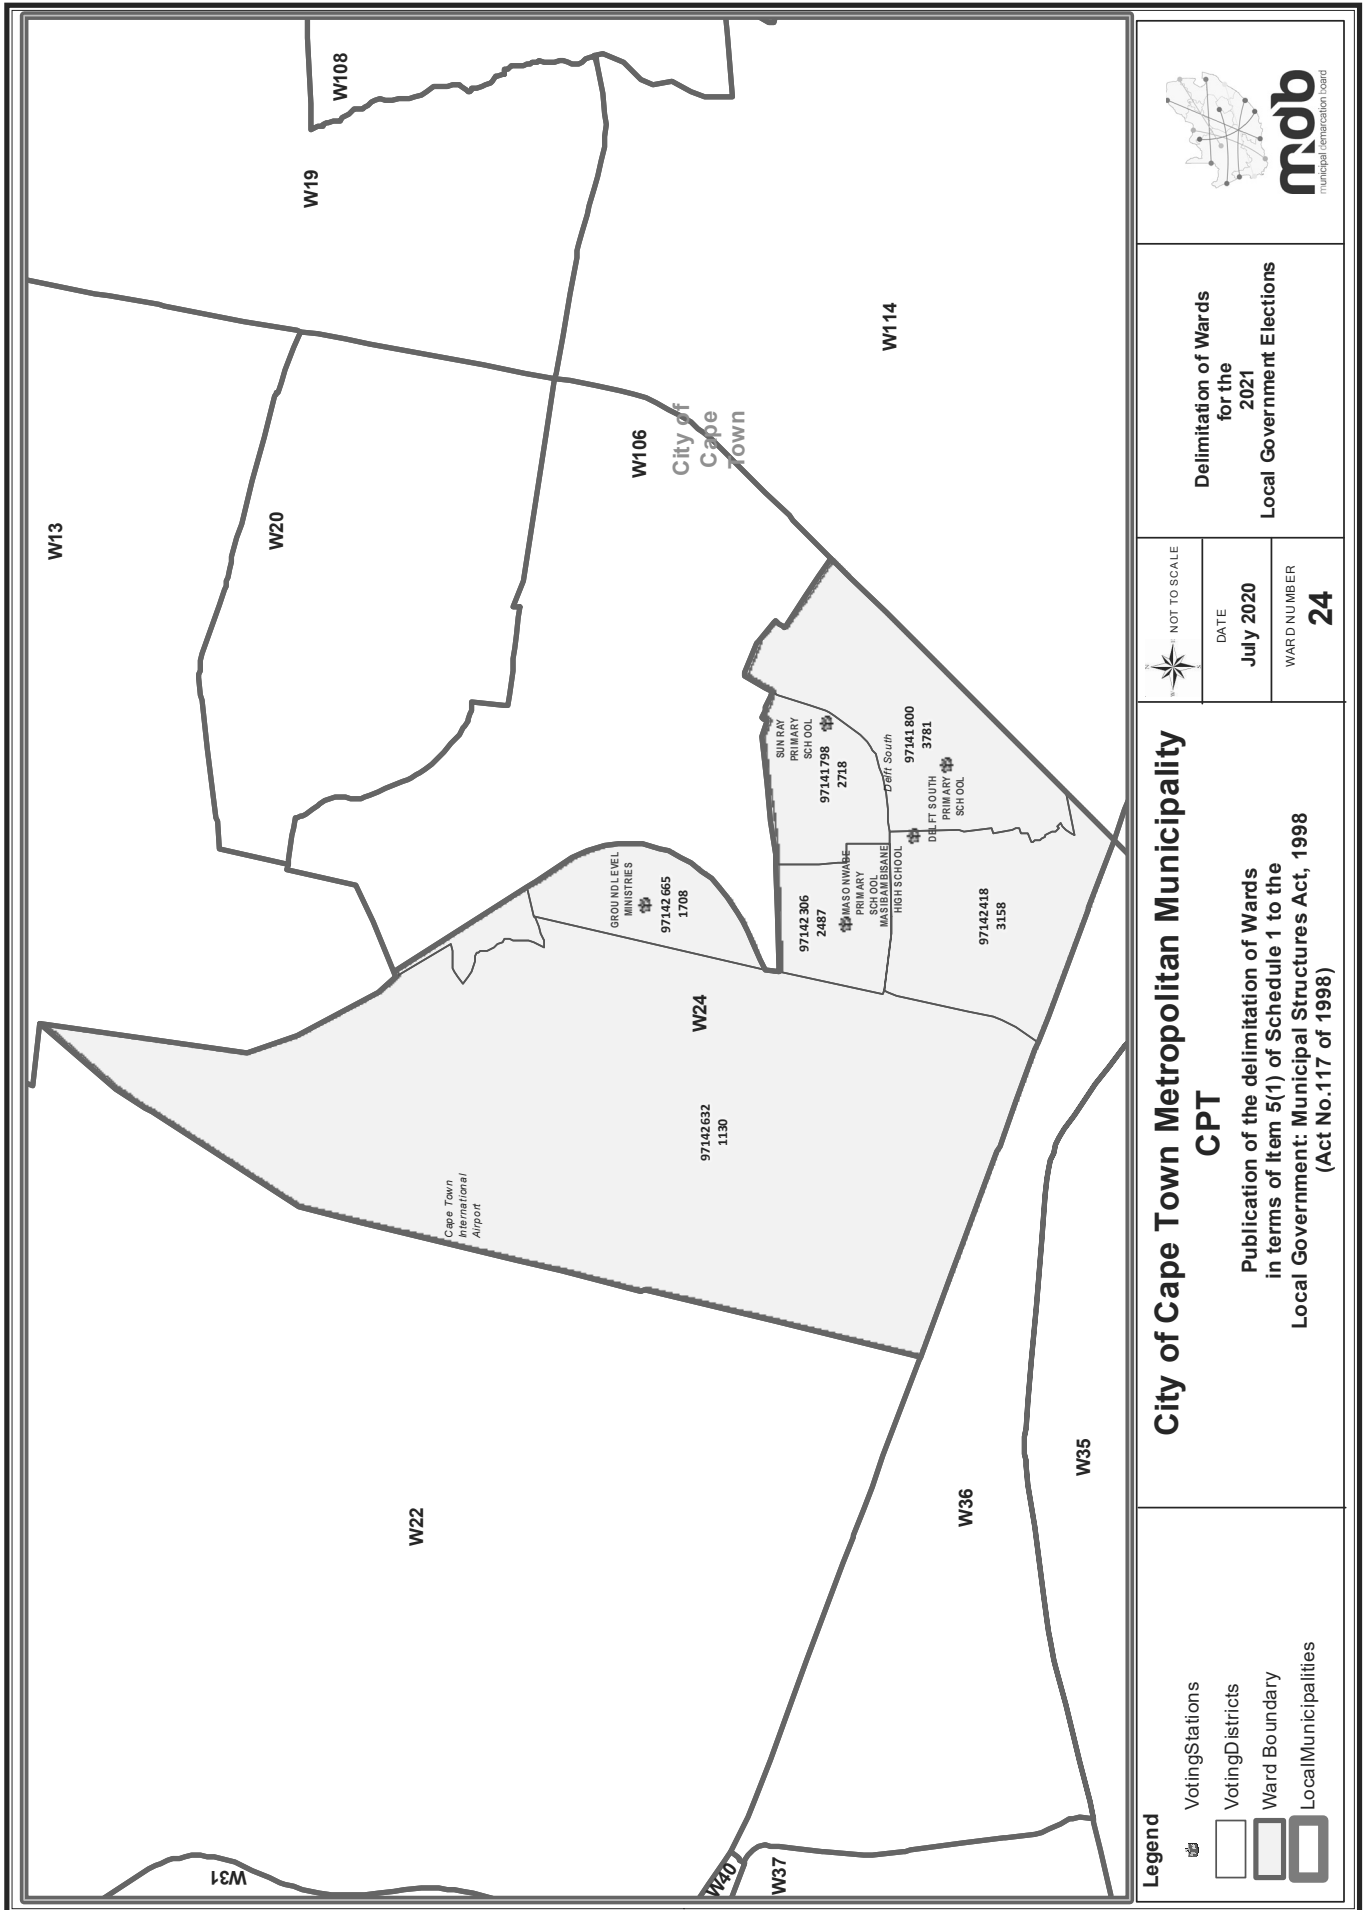 W108
W19
W13
W20
W106
City of
Cape
Town
W114
SUNRAY
PRIMARY
SCHOOL
97141798
2718
Delft South
97141800
3781
DELFT SOUTH
PRIMARY
SCHOOL
GROUNDLEVEL
MINISTRIES
97142665
1708
97142306
2487
MASONWABE
PRIMARY
SCHOOL
MASIBAMBISANE
HIGH SCHOOL
97142418
3158
W24
97142632
1130
Cape Town
International
Airport
W22
W36
W35
W31
W40
W37
Legend
VotingStations
VotingDistricts
Ward Boundary
LocalMunicipalities
City of Cape Town Metropolitan Municipality
CPT
Publication of the delimitation of Wards
in terms of Item 5(1) of Schedule 1 to the
Local Government: Municipal Structures Act, 1998
(Act No.117 of 1998)
N
E
S
W
NOT TO SCALE
DATE
July 2020
WARD NUMBER
24
Delimitation of Wards
for the
2021
Local Government Elections
mdb
municipal demarcation board